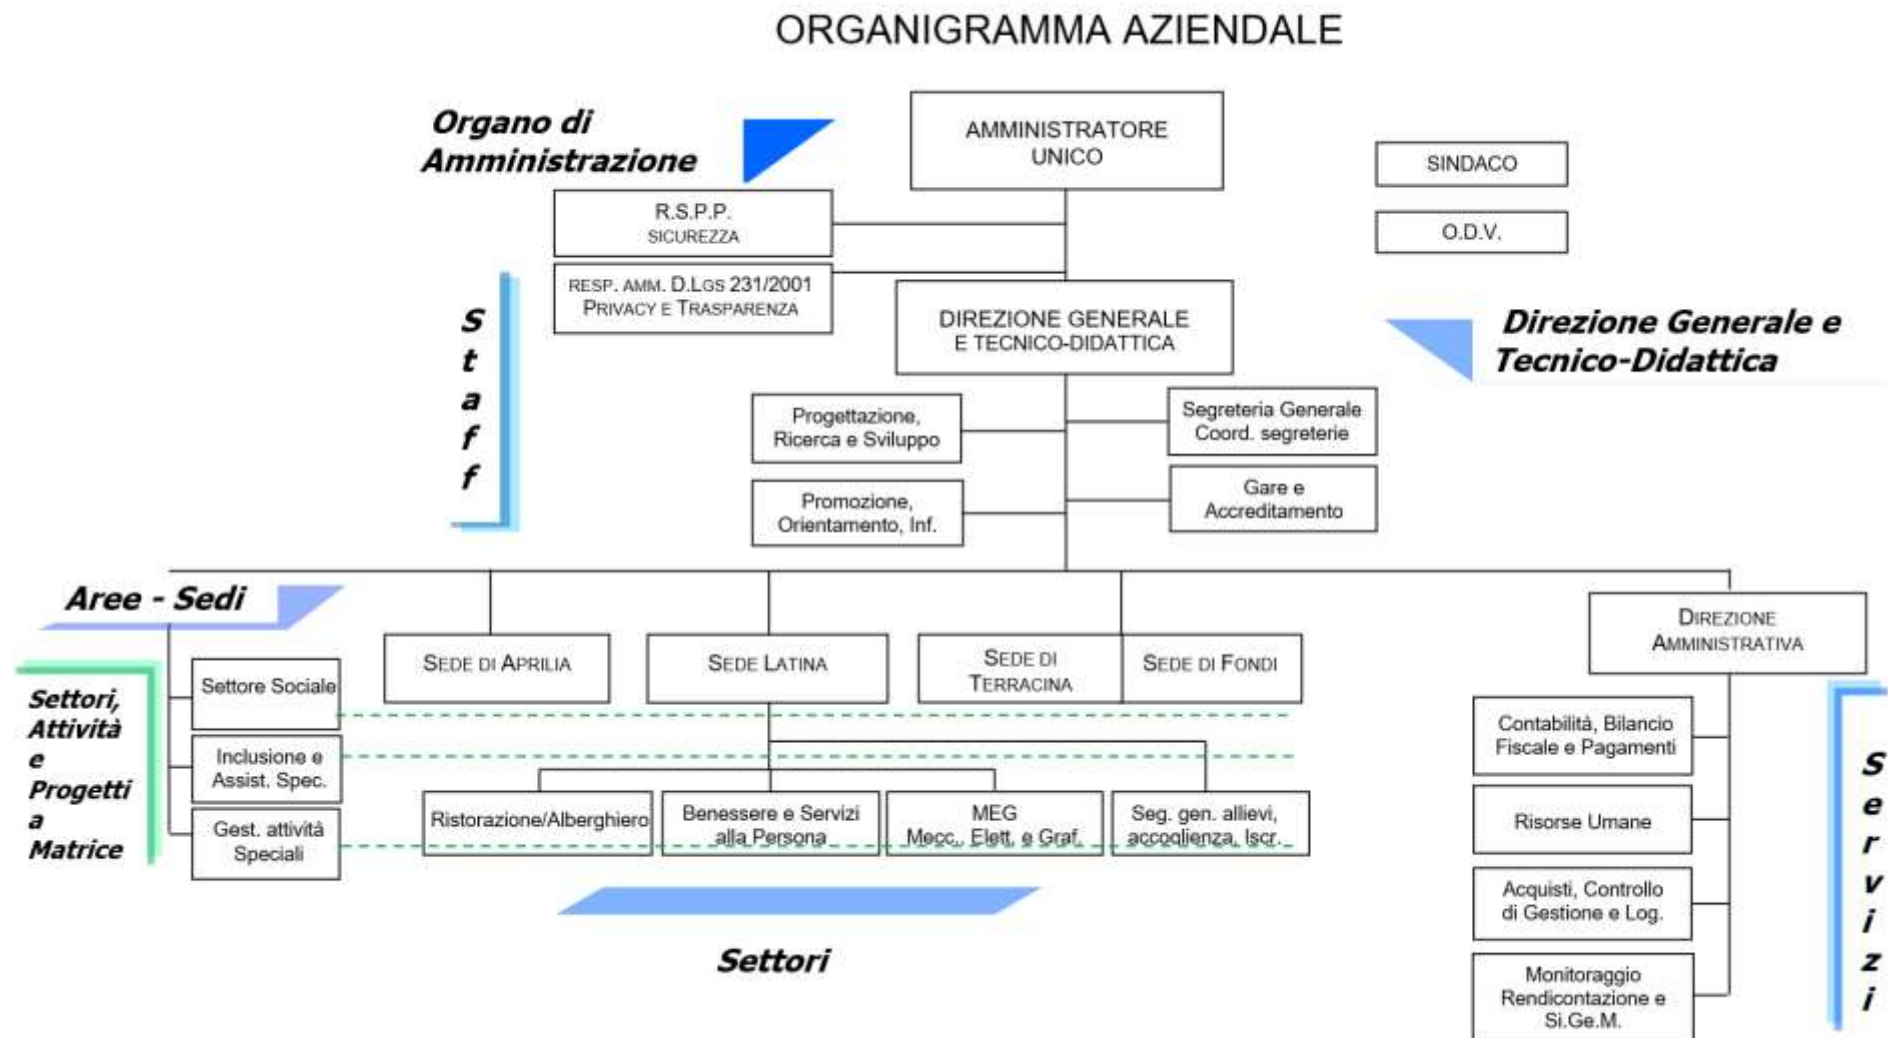 ORGANIGRAMMA AZIENDALE
Organo di
Amministrazione
AMMINISTRATORE
UNICO
SINDACO
O.D.V.
R.S.P.P.
SICUREZZA
RESP. AMM. D.LGS 231/2001
PRIVACY E TRASPARENZA
Staff
DIREZIONE GENERALE
E TECNICO-DIDATTICA
Direzione Generale e
Tecnico-Didattica
Progettazione,
Ricerca e Sviluppo
Segreteria Generale
Coord. segreterie
Promozione,
Orientamento, Inf.
Gare e
Accreditamento
Aree - Sedi
SEDE DI APRILIA
SEDE LATINA
SEDE DI
TERRACINA
SEDE DI FONDI
DIREZIONE
AMMINISTRATIVA
Settori,
Attività
e
Progetti
a
Matrice
Settore Sociale
Inclusione e
Assist. Spec.
Gest. attività
Speciali
Ristorazione/Alberghiero
Benessere e Servizi
alla Persona
MEG
Mecc., Elett. e Graf.
Seg. gen. allievi,
accoglienza, Iscr.
Settori
Contabilità, Bilancio
Fiscale e Pagamenti
Risorse Umane
Acquisti, Controllo
di Gestione e Log.
Monitoraggio
Rendicontazione e
Si.Ge.M.
Servizi